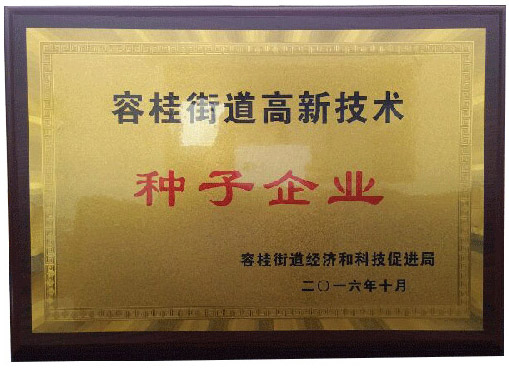 容桂街道高新技术
种子企业
容桂街道经济和科技促进局
二〇一六年十月